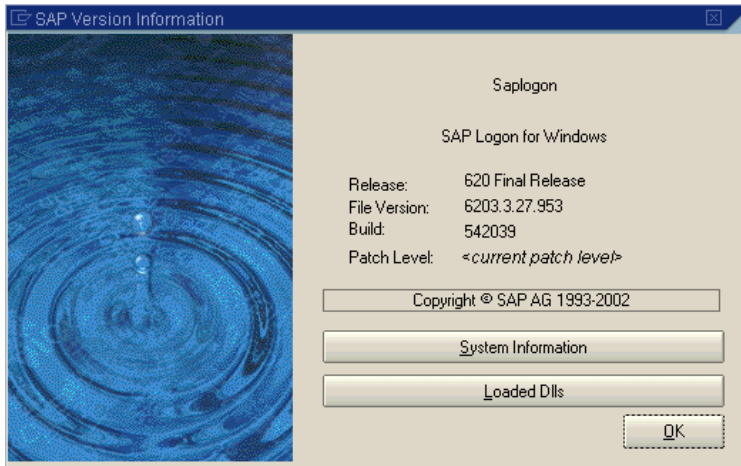 SAP Version Information
Saplogon
SAP Logon for Windows
Release: 620 Final Release
File Version: 6203.3.27.953
Build: 542039
Patch Level: <current patch level>
Copyright © SAP AG 1993-2002
System Information
Loaded Dlls
OK